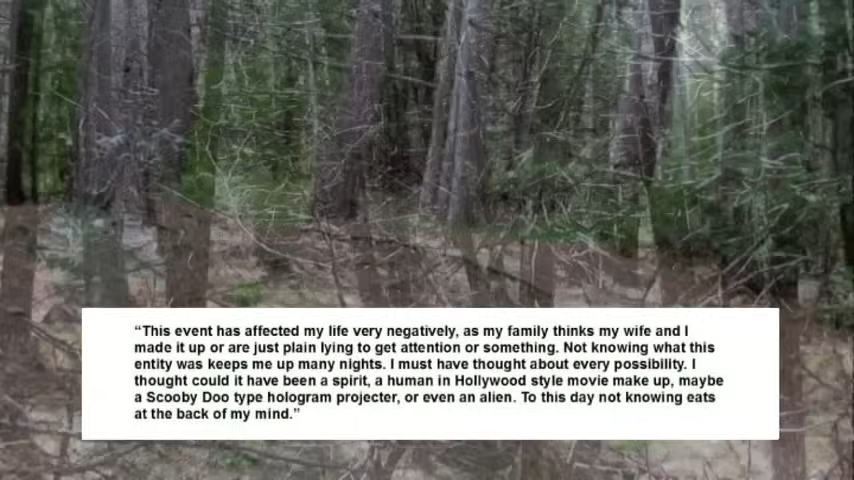 “This event has affected my life very negatively, as my family thinks my wife and I
made it up or are just plain lying to get attention or something. Not knowing what this
entity was keeps me up many nights. I must have thought about every possibility. I
thought could it have been a spirit, a human in Hollywood style movie make up, maybe
a Scooby Doo type hologram projecter, or even an alien. To this day not knowing eats
at the back of my mind.”